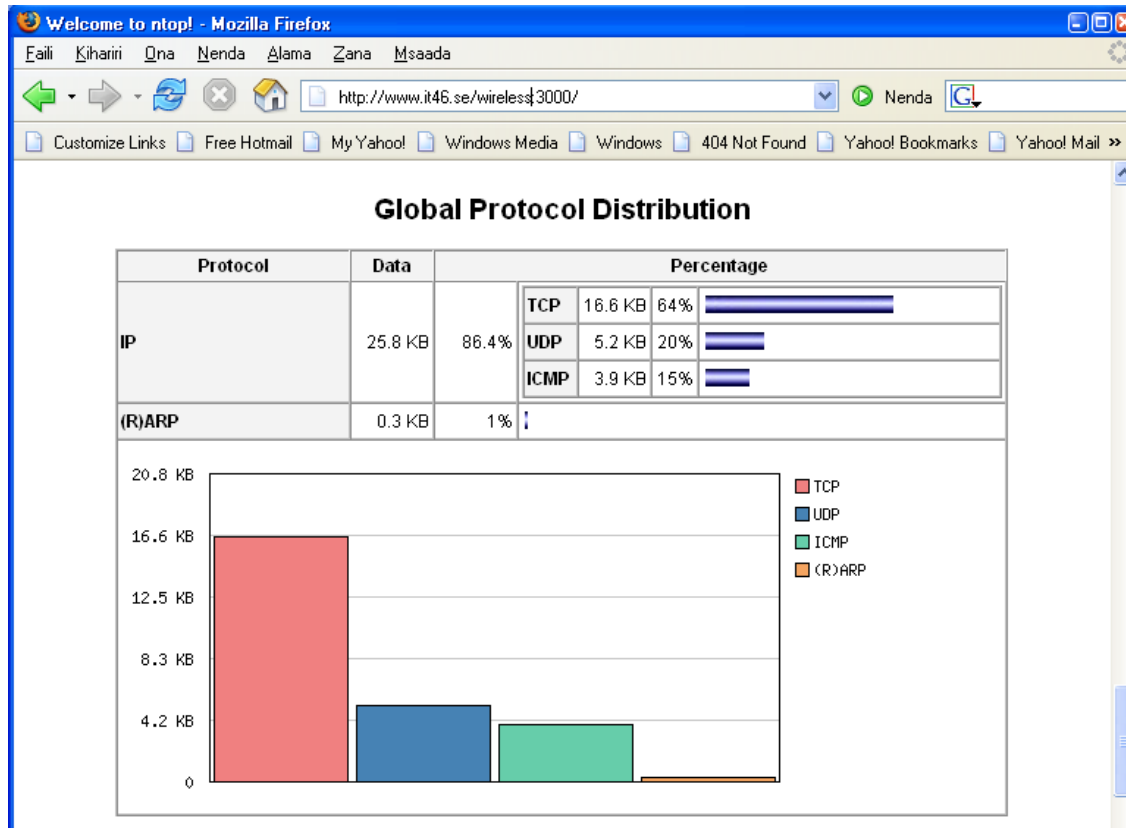 Welcome to ntop! - Mozilla Firefox
Faili Kihariri Ona Nenda Alama Zana Msaada
http://www.it46.se/wireless:3000/ Nenda G
Customize Links Free Hotmail My Yahoo! Windows Media Windows 404 Not Found Yahoo! Bookmarks Yahoo! Mail »
Global Protocol Distribution
Protocol Data Percentage
IP 25.8 KB 86.4%
TCP 16.6 KB 64%
UDP 5.2 KB 20%
ICMP 3.9 KB 15%
(R)ARP 0.3 KB 1%
20.8 KB
16.6 KB
12.5 KB
8.3 KB
4.2 KB
0
TCP
UDP
ICMP
(R)ARP